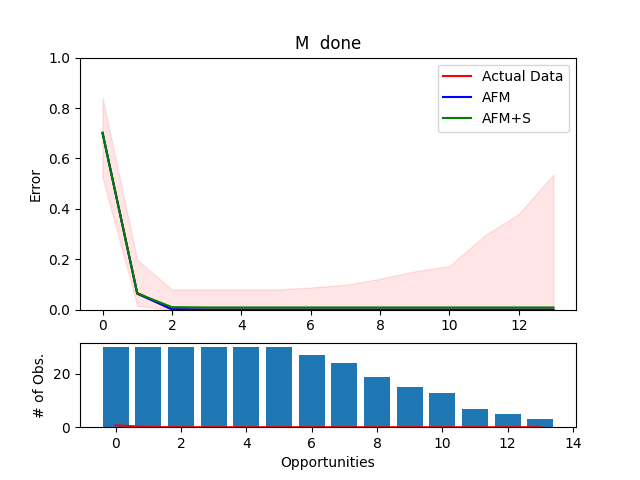 M  done
1.0
0.8
0.6
0.4
0.2
0.0
Error
Actual Data
AFM
AFM+S
0 2 4 6 8 10 12
20
0
# of Obs.
0 2 4 6 8 10 12 14
Opportunities